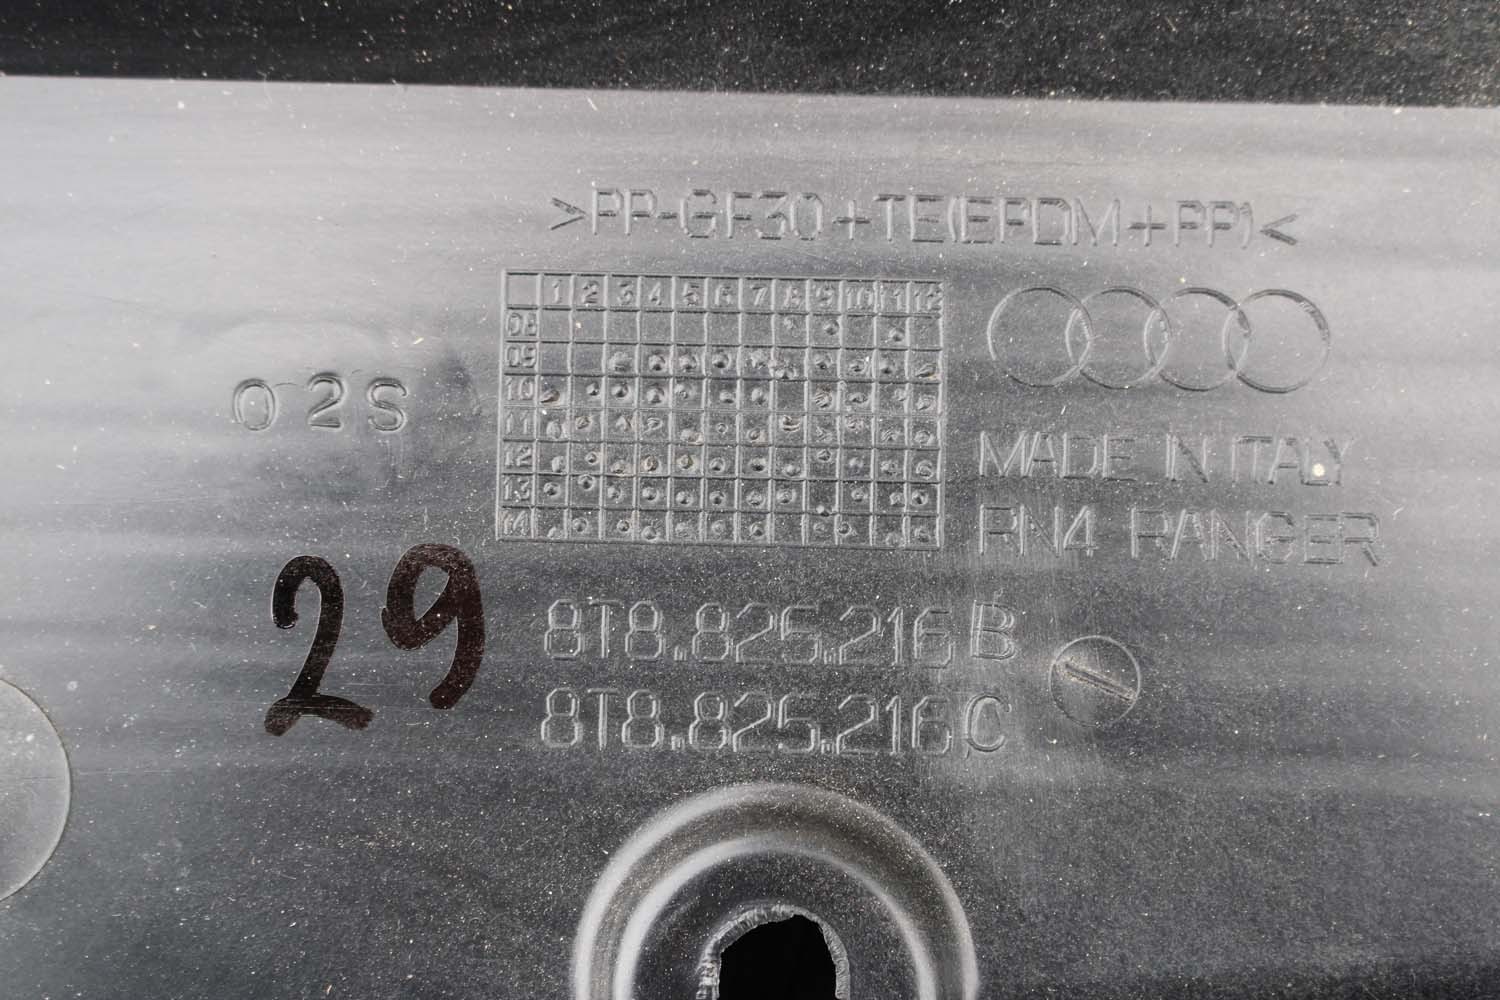 >PP-GF30+TE(EPDM+PP)<
1 2 3 4 5 6 7 8 9 10 11 12
08
09
10
11
12
13
14
02S
MADE IN ITALY
RN4 RANGER
29
8T8.825.216 B
8T8.825.216 C